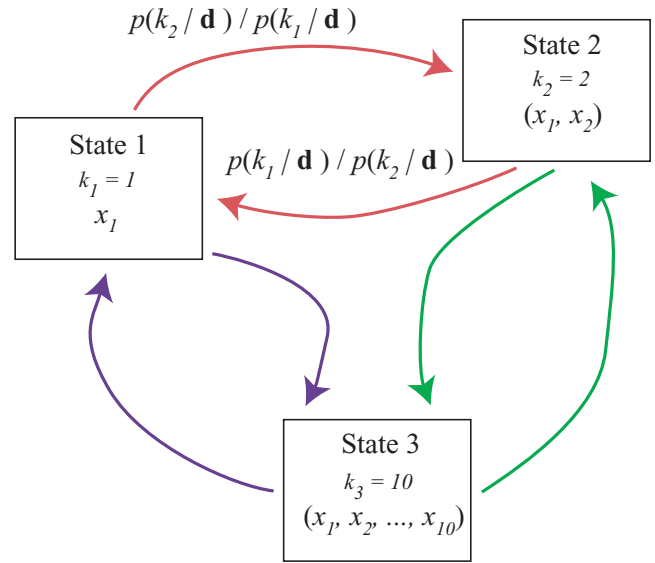 p(k₂ / d) / p(k₁ / d)
State 2
k₂ = 2
(x₁, x₂)
State 1
k₁ = 1
x₁
p(k₁ / d) / p(k₂ / d)
State 3
k₃ = 10
(x₁, x₂, ..., x₁₀)